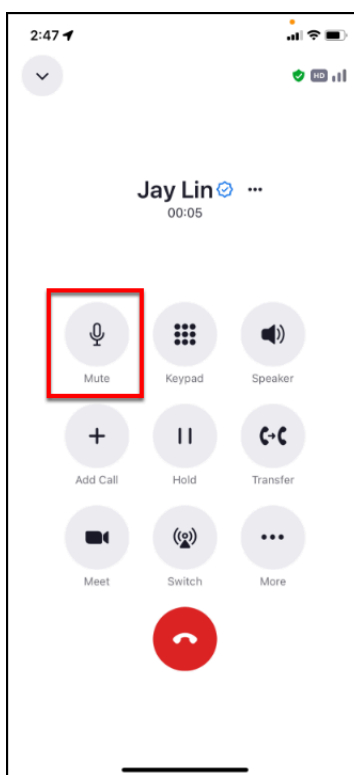 2:47
HD
Jay Lin
00:05
Mute Keypad Speaker
Add Call Hold Transfer
Meet Switch More